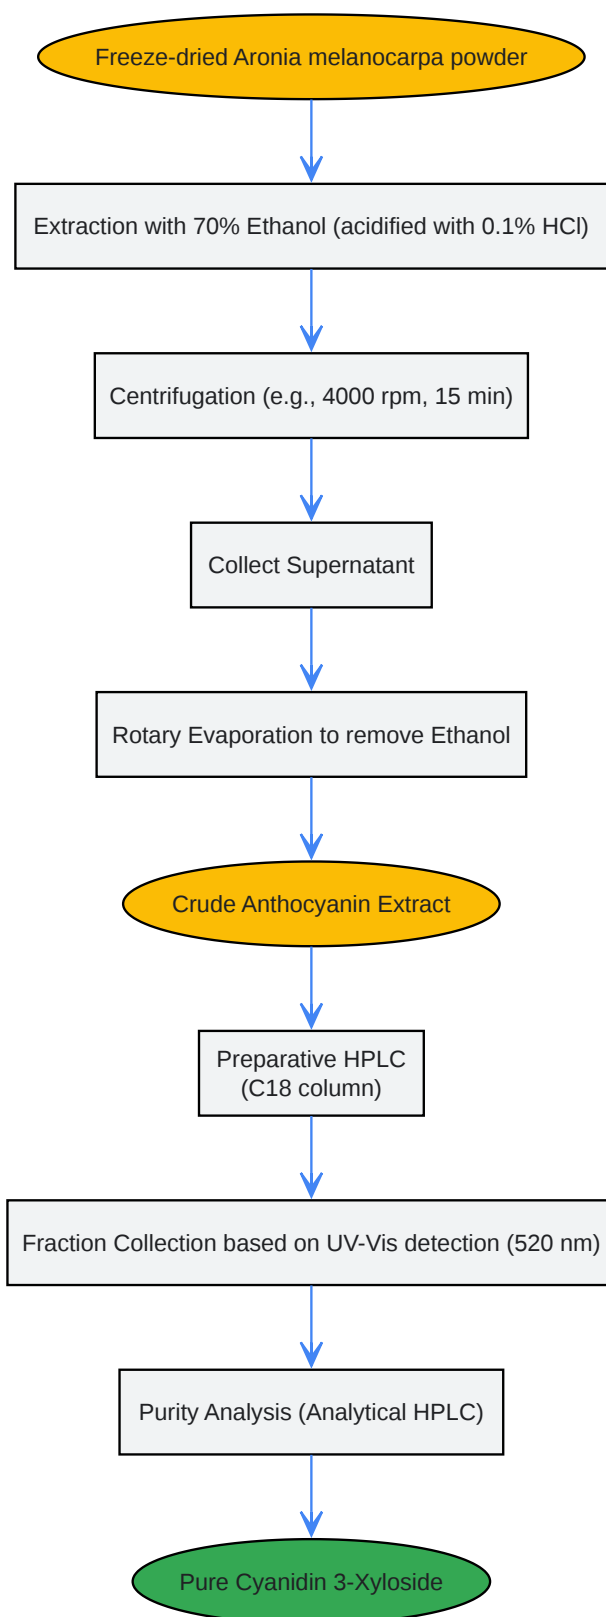 Freeze-dried Aronia melanocarpa powder
Extraction with 70% Ethanol (acidified with 0.1% HCl)
Centrifugation (e.g., 4000 rpm, 15 min)
Collect Supernatant
Rotary Evaporation to remove Ethanol
Crude Anthocyanin Extract
Preparative HPLC
(C18 column)
Fraction Collection based on UV-Vis detection (520 nm)
Purity Analysis (Analytical HPLC)
Pure Cyanidin 3-Xyloside